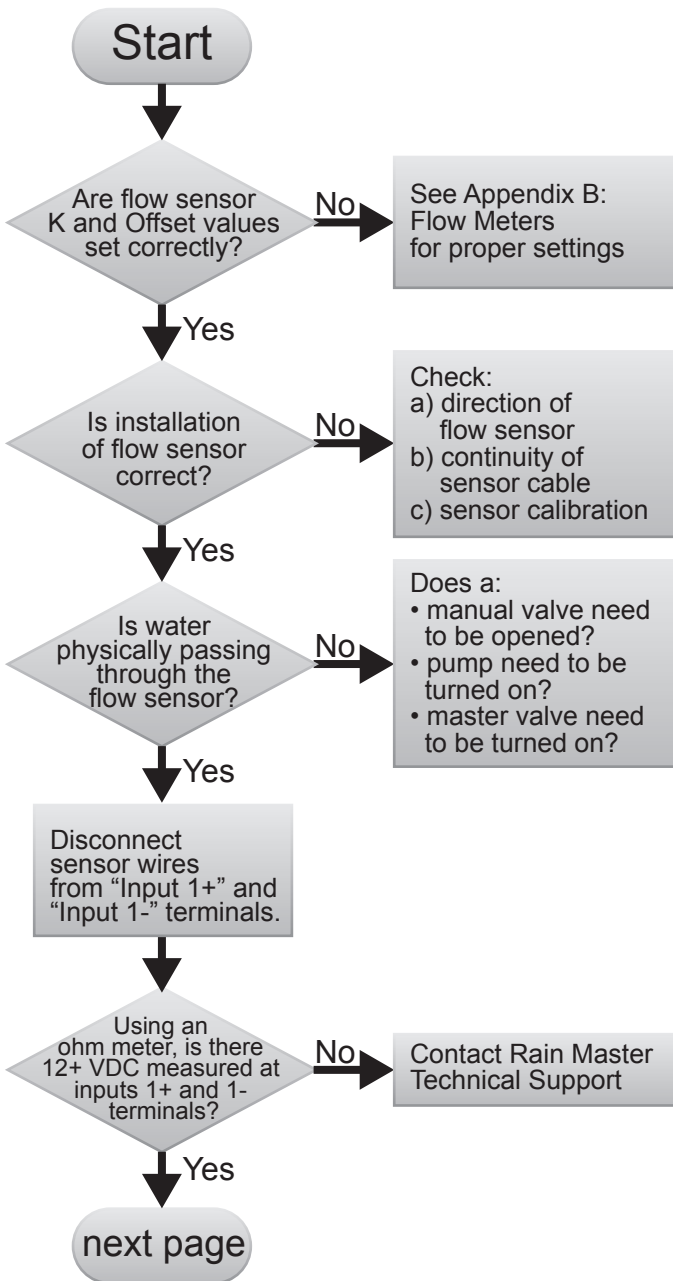 Start
Are flow sensor
K and Offset values
set correctly?
No
See Appendix B:
Flow Meters
for proper settings
Yes
Is installation
of flow sensor
correct?
No
Check:
a) direction of
flow sensor
b) continuity of
sensor cable
c) sensor calibration
Yes
Is water
physically passing
through the
flow sensor?
No
Does a:
• manual valve need
to be opened?
• pump need to be
turned on?
• master valve need
to be turned on?
Yes
Disconnect
sensor wires
from “Input 1+” and
“Input 1-” terminals.
Using an
ohm meter, is there
12+ VDC measured at
inputs 1+ and 1-
terminals?
No
Contact Rain Master
Technical Support
Yes
next page